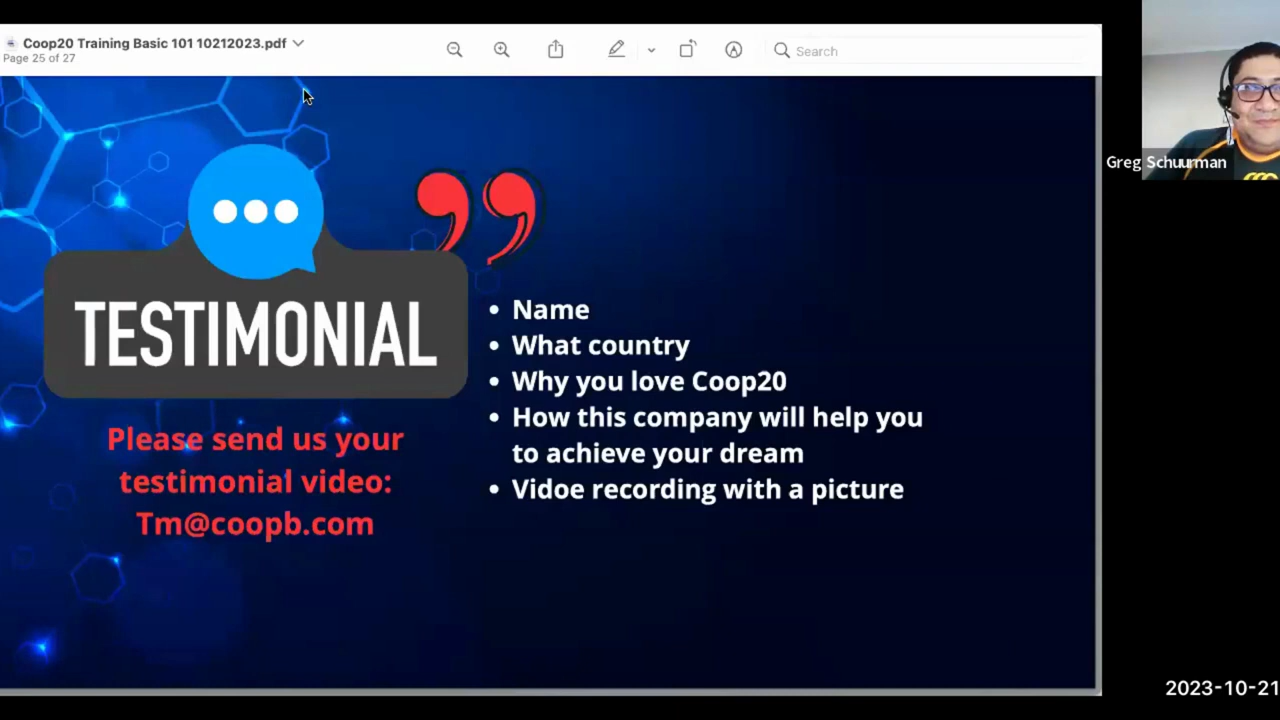 Coop20 Training Basic 101 10212023.pdf
Page 25 of 27
Search
Greg Schuurman
TESTIMONIAL
Please send us your
testimonial video:
Tm@coopb.com
• Name
• What country
• Why you love Coop20
• How this company will help you
to achieve your dream
• Vidoe recording with a picture
2023-10-21